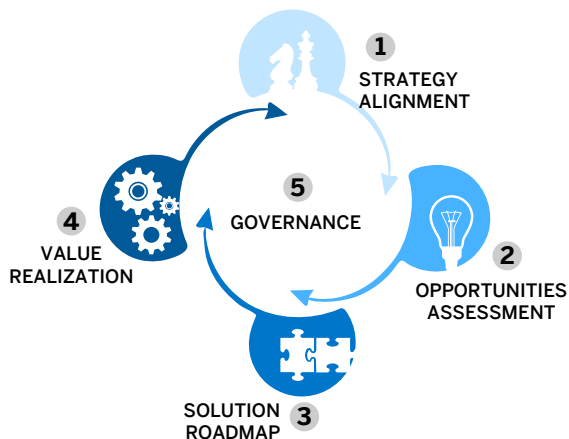 1
STRATEGY
ALIGNMENT
2
OPPORTUNITIES
ASSESSMENT
3
SOLUTION
ROADMAP
4
VALUE
REALIZATION
5
GOVERNANCE